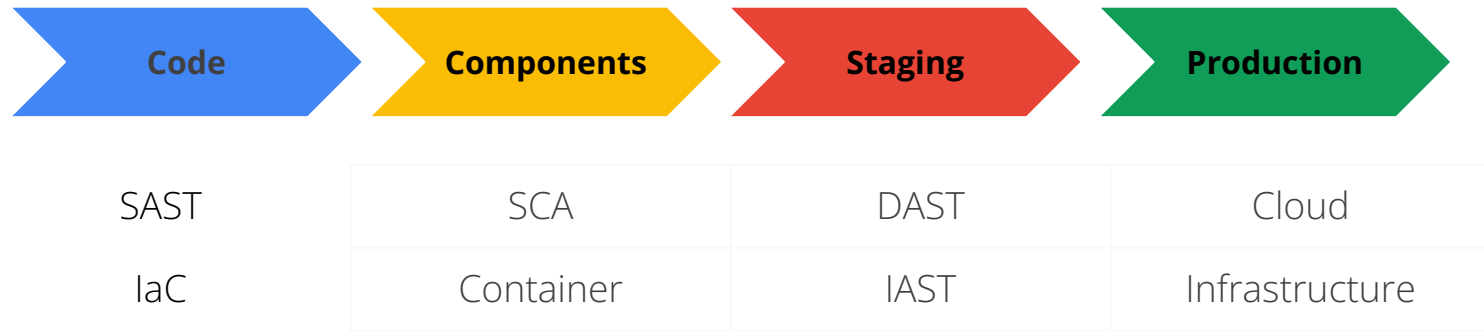 Code Components Staging Production
SAST SCA DAST Cloud
IaC Container IAST Infrastructure